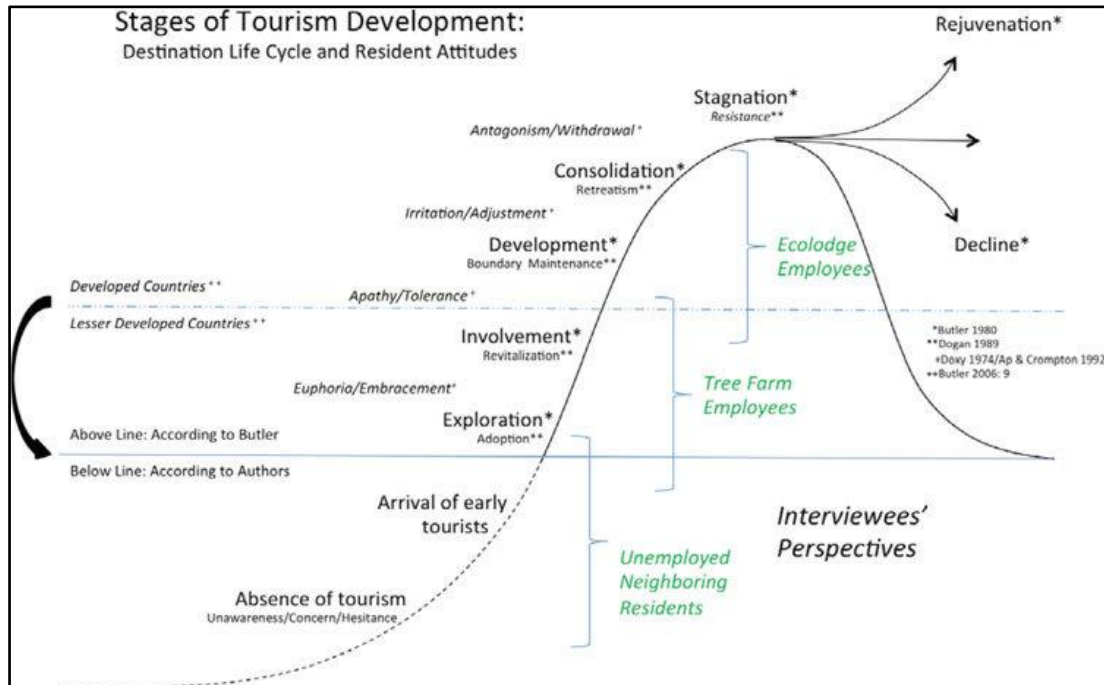 Stages of Tourism Development:
Destination Life Cycle and Resident Attitudes
Rejuvenation*
Stagnation*
Resistance**
Antagonism/Withdrawal⁺
Consolidation*
Retreatism**
Irritation/Adjustment⁺
Development*
Boundary Maintenance**
Ecolodge
Employees
Decline*
Developed Countries⁺⁺
Apathy/Tolerance⁺
Lesser Developed Countries⁺⁺
Involvement*
Revitalization**
*Butler 1980
**Dogan 1989
+Doxy 1974/Ap & Crompton 1992
++Butler 2006: 9
Euphoria/Embracement⁺
Tree Farm
Employees
Exploration*
Adoption**
Above Line: According to Butler
Below Line: According to Authors
Arrival of early
tourists
Interviewees'
Perspectives
Unemployed
Neighboring
Residents
Absence of tourism
Unawareness/Concern/Hesitance